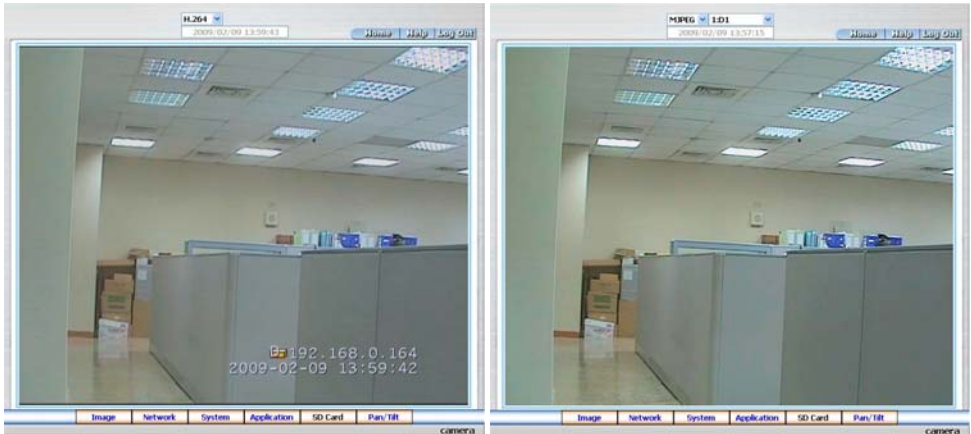 H.264
2009/02/09 13:59:43
Home | Help | Log Out
192.168.0.164
2009-02-09 13:59:42
Image Network System Application SD Card Pan/Tilt
camera
MJPEG 1:D1
2009/02/09 13:57:15
Home | Help | Log Out
Image Network System Application SD Card Pan/Tilt
camera